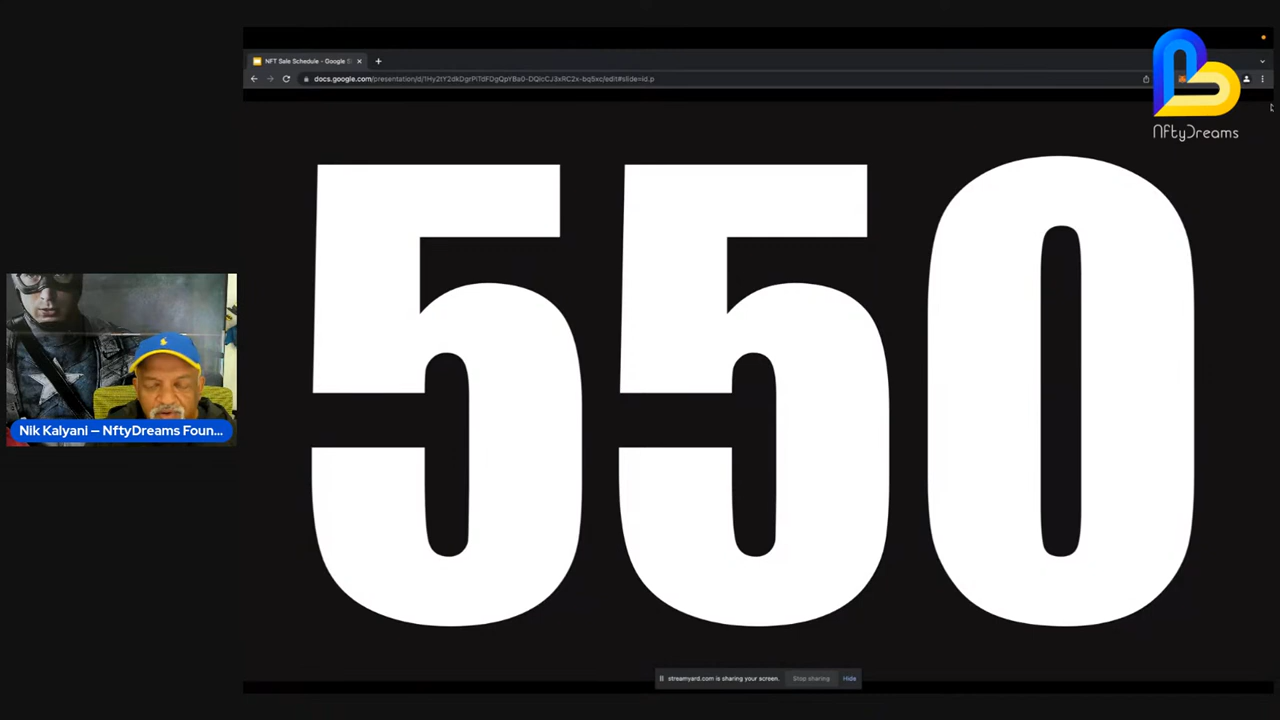 NFT Sale Schedule - Google S
NftyDreams
550
Nik Kalyani — NftyDreams Foun...
streamyard.com is sharing your screen.
Stop sharing
Hide